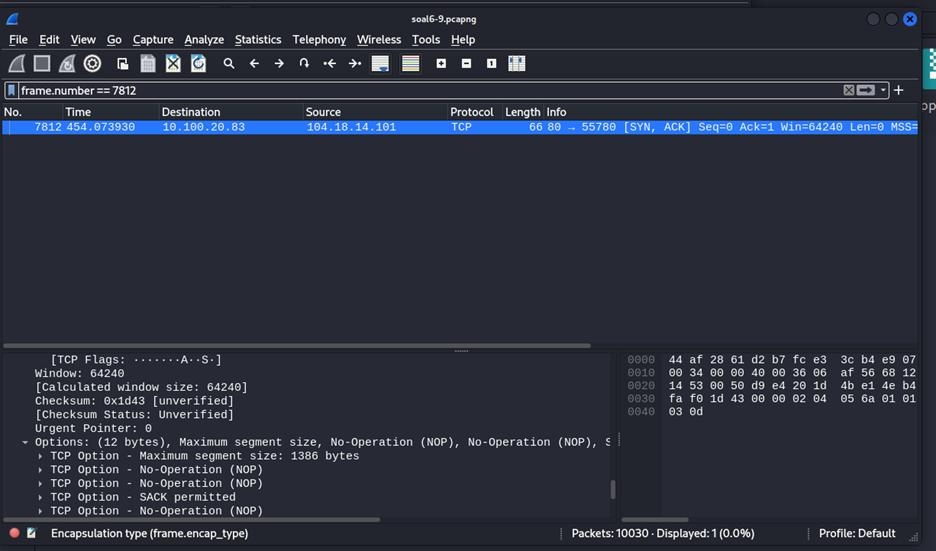 soal6-9.pcapng
File Edit View Go Capture Analyze Statistics Telephony Wireless Tools Help
frame.number == 7812
No. Time Destination Source Protocol Length Info
7812 454.073930 10.100.20.83 104.18.14.101 TCP 66 80 → 55780 [SYN, ACK] Seq=0 Ack=1 Win=64240 Len=0 MSS=
[TCP Flags: ·······A··S·]
Window: 64240
[Calculated window size: 64240]
Checksum: 0x1d43 [unverified]
[Checksum Status: Unverified]
Urgent Pointer: 0
Options: (12 bytes), Maximum segment size, No-Operation (NOP), No-Operation (NOP), S
TCP Option - Maximum segment size: 1386 bytes
TCP Option - No-Operation (NOP)
TCP Option - No-Operation (NOP)
TCP Option - SACK permitted
TCP Option - No-Operation (NOP)
0000 44 af 28 61 d2 b7 fc e3 3c b4 e9 07
0010 00 34 00 00 40 00 36 06 af 56 68 12
0020 14 53 00 50 d9 e4 20 1d 4b e1 4e b4
0030 fa f0 1d 43 00 00 02 04 05 6a 01 01
0040 03 0d
Encapsulation type (frame.encap_type) Packets: 10030 · Displayed: 1 (0.0%) Profile: Default